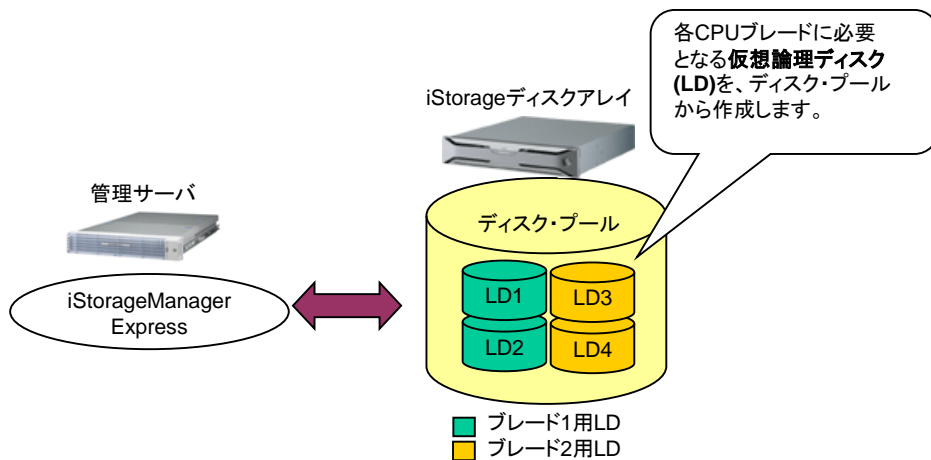 各CPUブレードに必要
となる仮想論理ディスク
(LD)を、ディスク・プール
から作成します。
iStorageディスクアレイ
管理サーバ
ディスク・プール
iStorageManager
Express
LD1
LD3
LD2
LD4
ブレード1用LD
ブレード2用LD